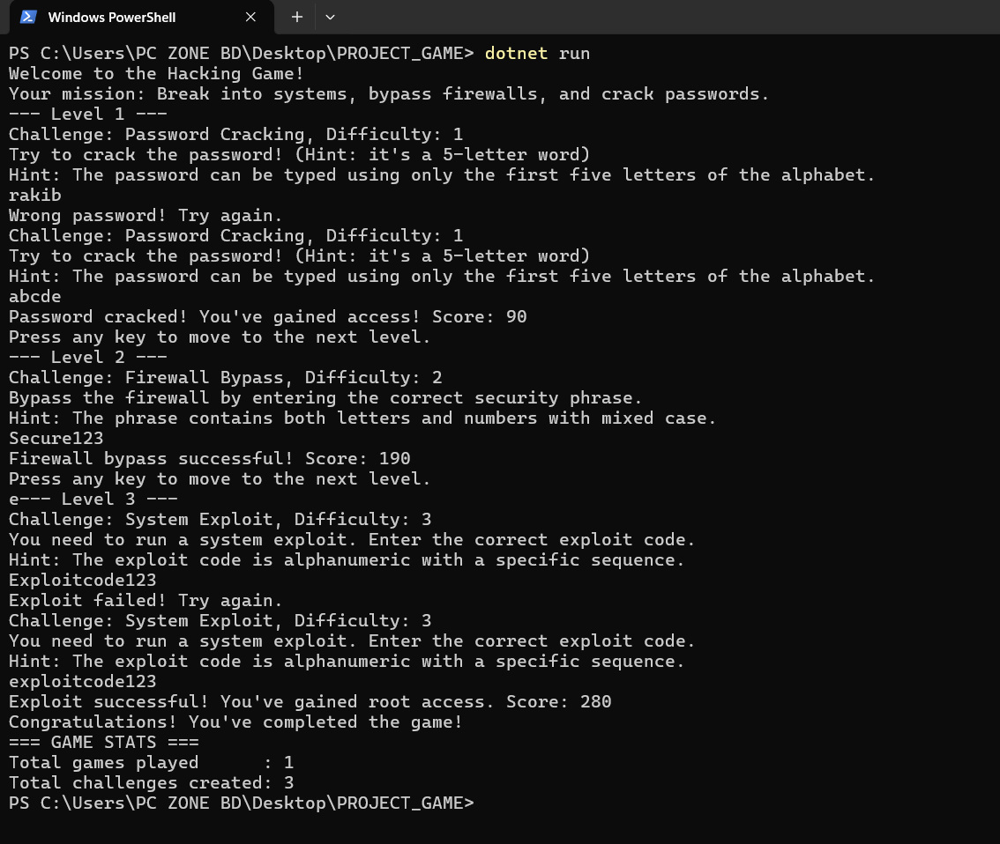 Windows PowerShell
PS C:\Users\PC ZONE BD\Desktop\PROJECT_GAME> dotnet run
Welcome to the Hacking Game!
Your mission: Break into systems, bypass firewalls, and crack passwords.
--- Level 1 ---
Challenge: Password Cracking, Difficulty: 1
Try to crack the password! (Hint: it's a 5-letter word)
Hint: The password can be typed using only the first five letters of the alphabet.
rakib
Wrong password! Try again.
Challenge: Password Cracking, Difficulty: 1
Try to crack the password! (Hint: it's a 5-letter word)
Hint: The password can be typed using only the first five letters of the alphabet.
abcde
Password cracked! You've gained access! Score: 90
Press any key to move to the next level.
--- Level 2 ---
Challenge: Firewall Bypass, Difficulty: 2
Bypass the firewall by entering the correct security phrase.
Hint: The phrase contains both letters and numbers with mixed case.
Secure123
Firewall bypass successful! Score: 190
Press any key to move to the next level.
e--- Level 3 ---
Challenge: System Exploit, Difficulty: 3
You need to run a system exploit. Enter the correct exploit code.
Hint: The exploit code is alphanumeric with a specific sequence.
Exploitcode123
Exploit failed! Try again.
Challenge: System Exploit, Difficulty: 3
You need to run a system exploit. Enter the correct exploit code.
Hint: The exploit code is alphanumeric with a specific sequence.
exploitcode123
Exploit successful! You've gained root access. Score: 280
Congratulations! You've completed the game!
=== GAME STATS ===
Total games played      : 1
Total challenges created: 3
PS C:\Users\PC ZONE BD\Desktop\PROJECT_GAME>